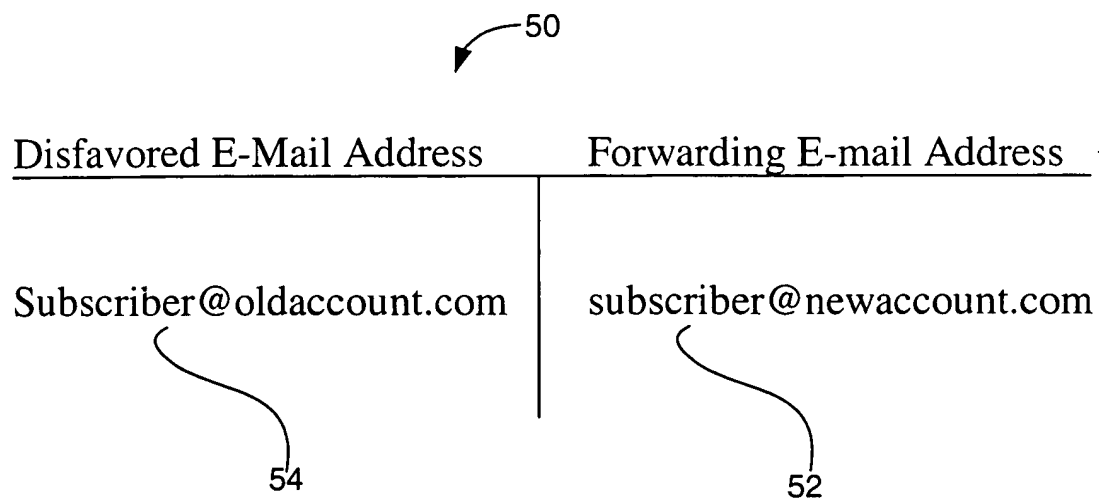 50
Disfavored E-Mail Address Forwarding E-mail Address
Subscriber@oldaccount.com subscriber@newaccount.com
54 52